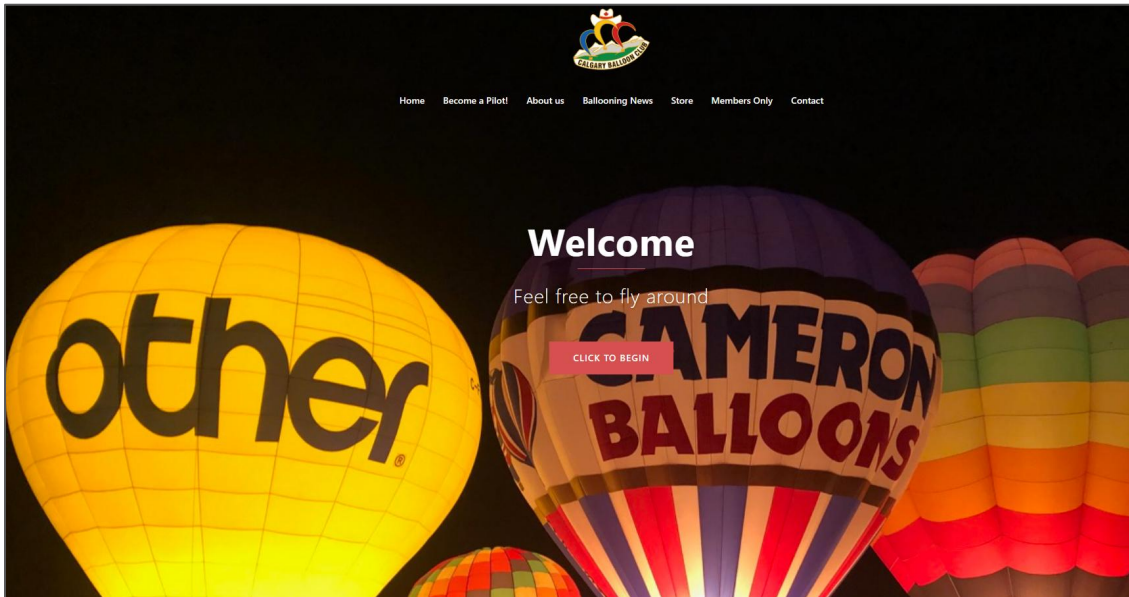 CALGARY BALLOON CLUB
Home Become a Pilot! About us Ballooning News Store Members Only Contact
Welcome
Feel free to fly around
CLICK TO BEGIN
other
®
CAMERON
BALLOONS